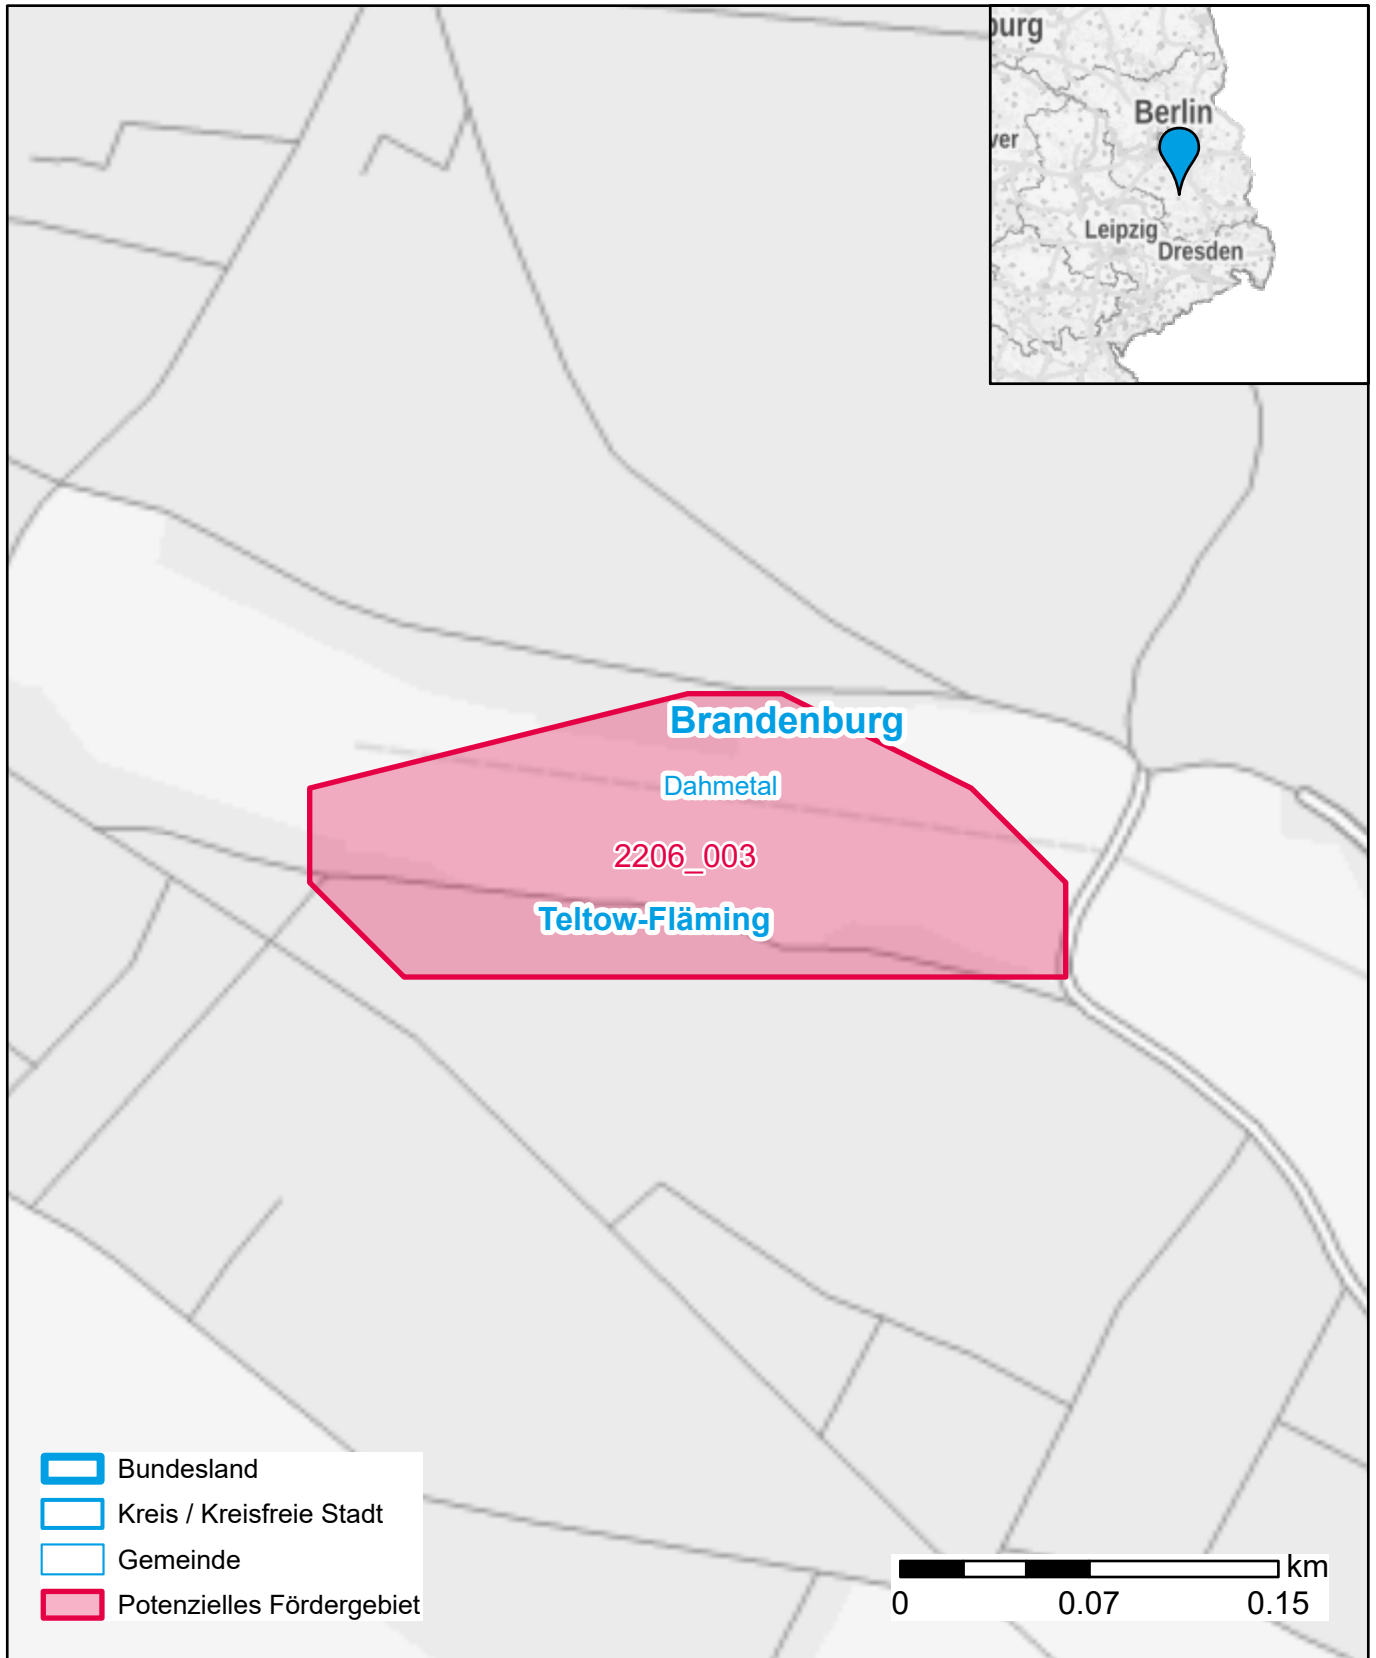 burg
Berlin
ver
Leipzig
Dresden
Brandenburg
Dahmetal
2206_003
Teltow-Fläming
Bundesland
Kreis / Kreisfreie Stadt
Gemeinde
Potenzielles Fördergebiet
km
0 0.07 0.15